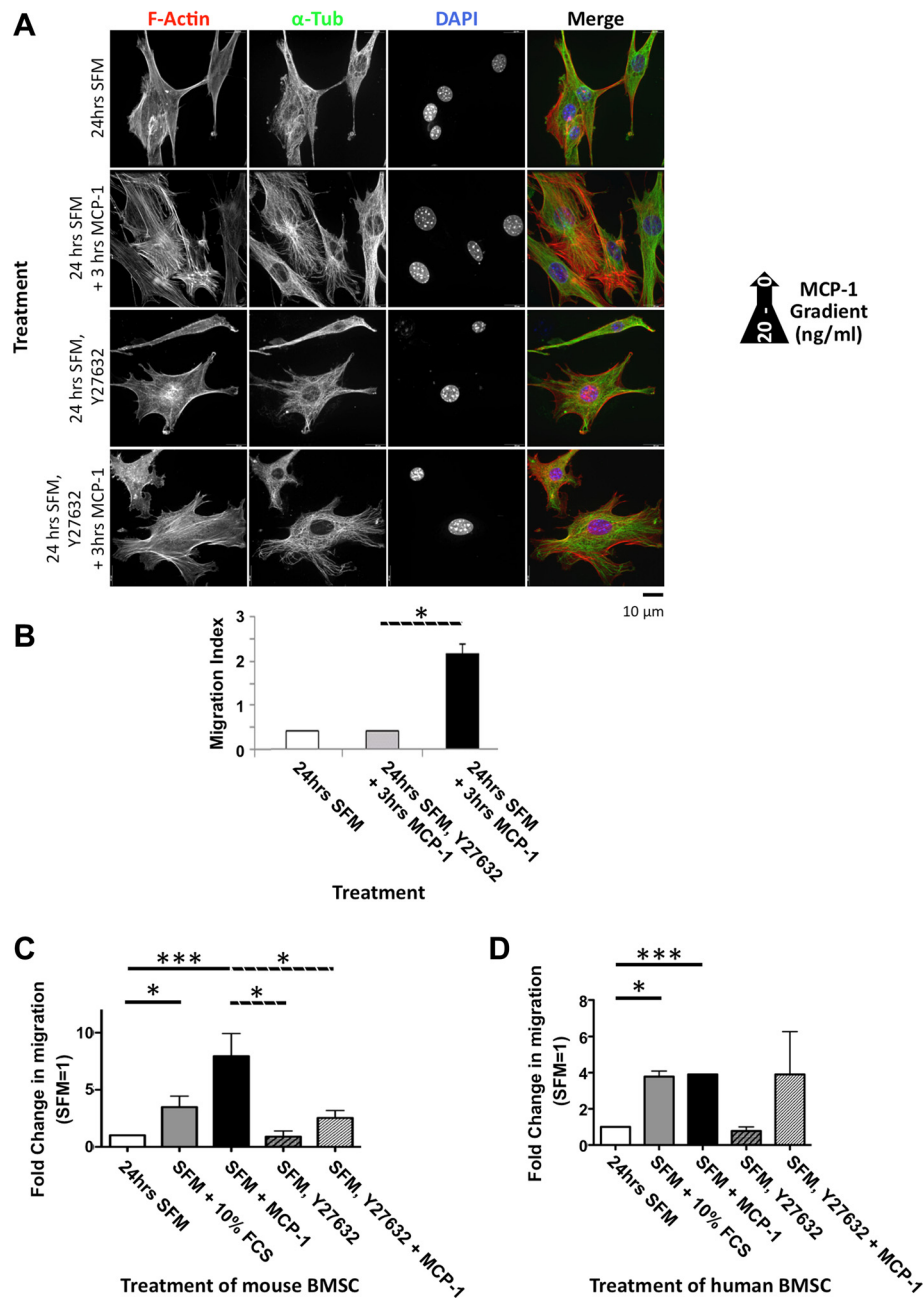 A
F-Actin
α-Tub
DAPI
Merge
Treatment
24hrs SFM
24 hrs SFM
+ 3 hrs MCP-1
24 hrs SFM,
Y27632
24 hrs SFM,
Y27632
+ 3hrs MCP-1
20 - 0
MCP-1
Gradient
(ng/ml)
10 µm
B
Migration Index
3
2
1
0
*
24hrs SFM
24hrs SFM, Y27632
+ 3hrs MCP-1
24hrs SFM
+ 3hrs MCP-1
Treatment
C
Fold Change in migration
(SFM=1)
10
5
0
***
*
*
*
24hrs SFM
SFM + 10% FCS
SFM + MCP-1
SFM, Y27632
SFM, Y27632 + MCP-1
Treatment of mouse BMSC
D
Fold Change in migration
(SFM=1)
8
6
4
2
0
***
*
24hrs SFM
SFM + 10% FCS
SFM + MCP-1
SFM, Y27632
SFM, Y27632 + MCP-1
Treatment of human BMSC